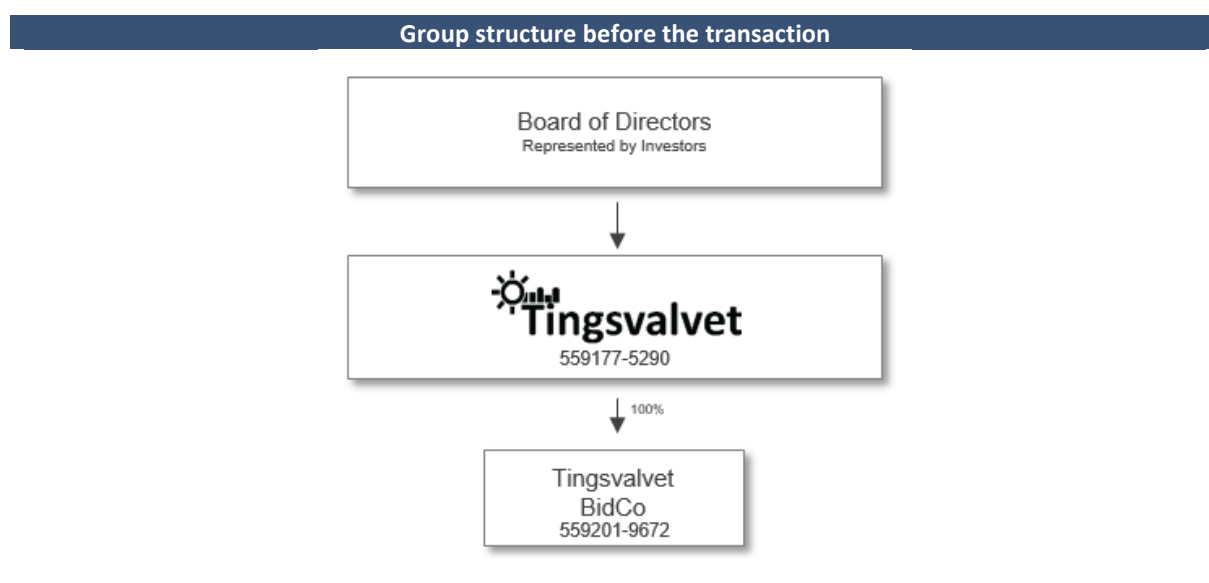 Group structure before the transaction
Board of Directors
Represented by Investors
Tingsvalvet
559177-5290
100%
Tingsvalvet
BidCo
559201-9672